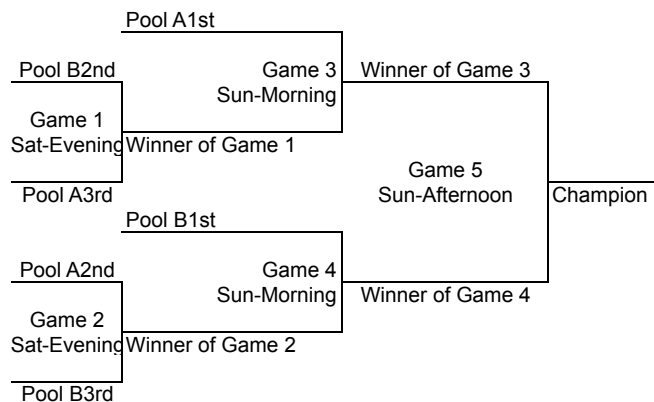 Pool A1st
Pool B2nd
Game 3
Winner of Game 3
Sun-Morning
Game 1
Sat-Evening
Winner of Game 1
Game 5
Sun-Afternoon
Pool A3rd
Champion
Pool B1st
Pool A2nd
Game 4
Winner of Game 4
Sun-Morning
Game 2
Sat-Evening
Winner of Game 2
Pool B3rd